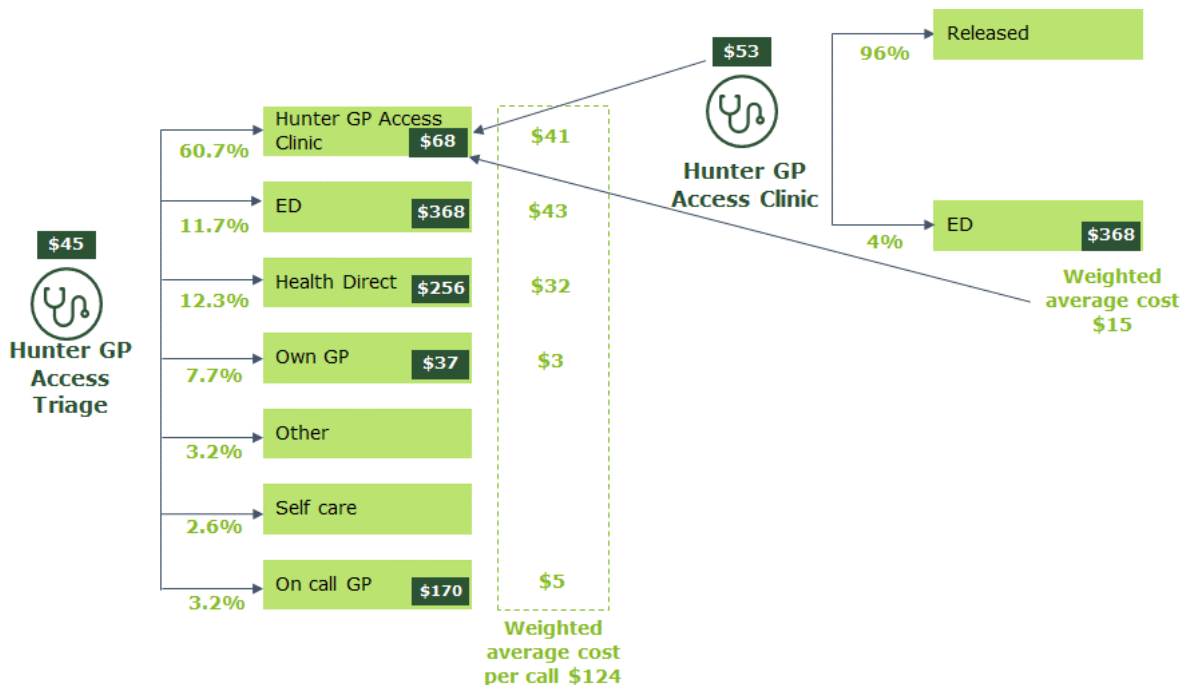 $45
Hunter GP
Access
Triage
60.7%
Hunter GP Access
Clinic
$68
$41
11.7%
ED
$368
$43
12.3%
Health Direct
$256
$32
7.7%
Own GP
$37
$3
3.2%
Other
2.6%
Self care
3.2%
On call GP
$170
$5
Weighted
average cost
per call $124
$53
Hunter GP
Access Clinic
96%
Released
4%
ED
$368
Weighted
average cost
$15